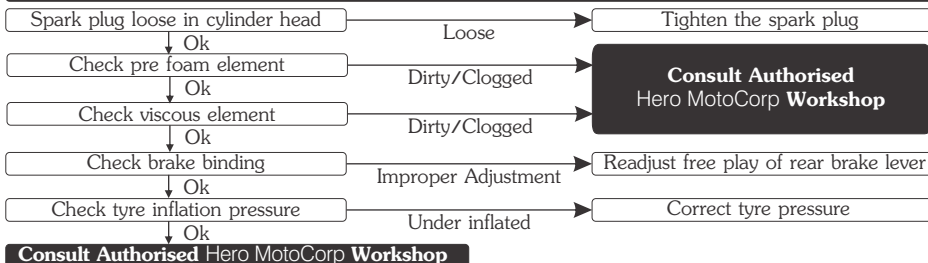 Spark plug loose in cylinder head
Loose
Tighten the spark plug
Ok
Check pre foam element
Dirty/Clogged
Consult Authorised
Hero MotoCorp Workshop
Ok
Check viscous element
Dirty/Clogged
Ok
Check brake binding
Improper Adjustment
Readjust free play of rear brake lever
Ok
Check tyre inflation pressure
Under inflated
Correct tyre pressure
Ok
Consult Authorised Hero MotoCorp Workshop